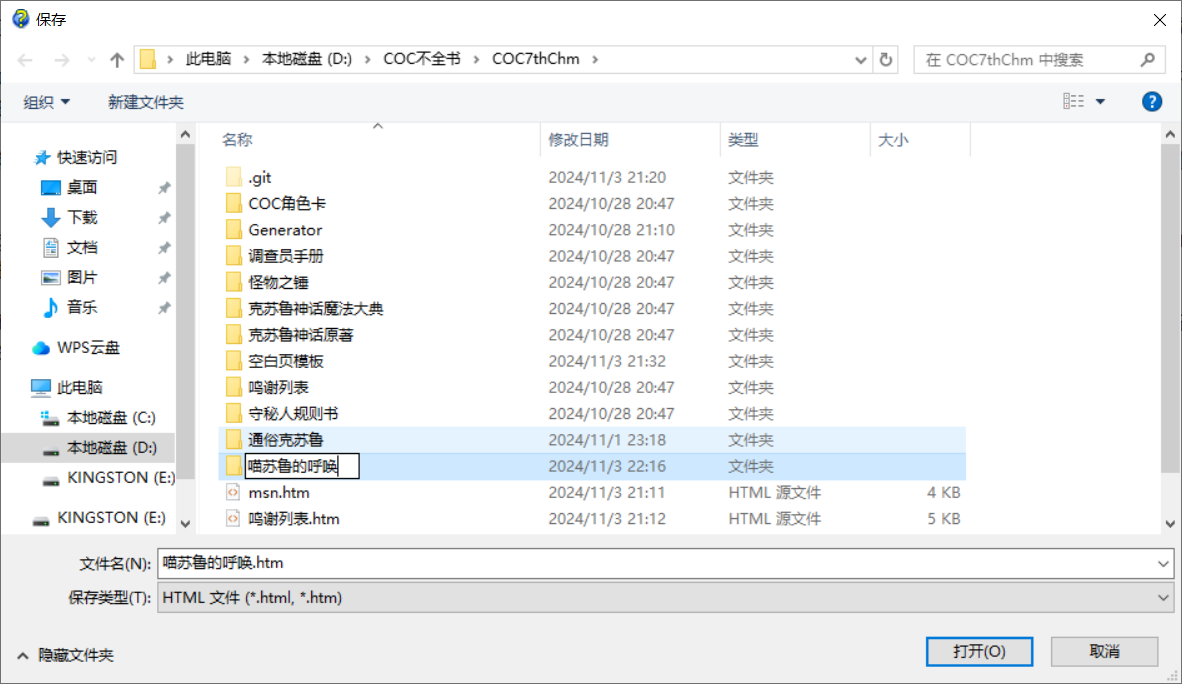 保存
此电脑 > 本地磁盘 (D:) > COC不全书 > COC7thChm >
在 COC7thChm 中搜索
组织 新建文件夹
名称 修改日期 类型 大小
快速访问
桌面
下载
文档
图片
音乐
WPS云盘
此电脑
本地磁盘 (C:)
本地磁盘 (D:)
KINGSTON (E:)
KINGSTON (E:)
.git 2024/11/3 21:20 文件夹
COC角色卡 2024/10/28 20:47 文件夹
Generator 2024/10/28 21:10 文件夹
调查员手册 2024/10/28 20:47 文件夹
怪物之锤 2024/10/28 20:47 文件夹
克苏鲁神话魔法大典 2024/10/28 20:47 文件夹
克苏鲁神话原著 2024/10/28 20:47 文件夹
空白页模板 2024/11/3 21:32 文件夹
鸣谢列表 2024/10/28 20:47 文件夹
守秘人规则书 2024/10/28 20:47 文件夹
通俗克苏鲁 2024/11/1 23:18 文件夹
喵苏鲁的呼唤 2024/11/3 22:16 文件夹
msn.htm 2024/11/3 21:11 HTML 源文件 4 KB
鸣谢列表.htm 2024/11/3 21:12 HTML 源文件 5 KB
文件名(N): 喵苏鲁的呼唤.htm
保存类型(T): HTML 文件 (*.html, *.htm)
隐藏文件夹 打开(O) 取消